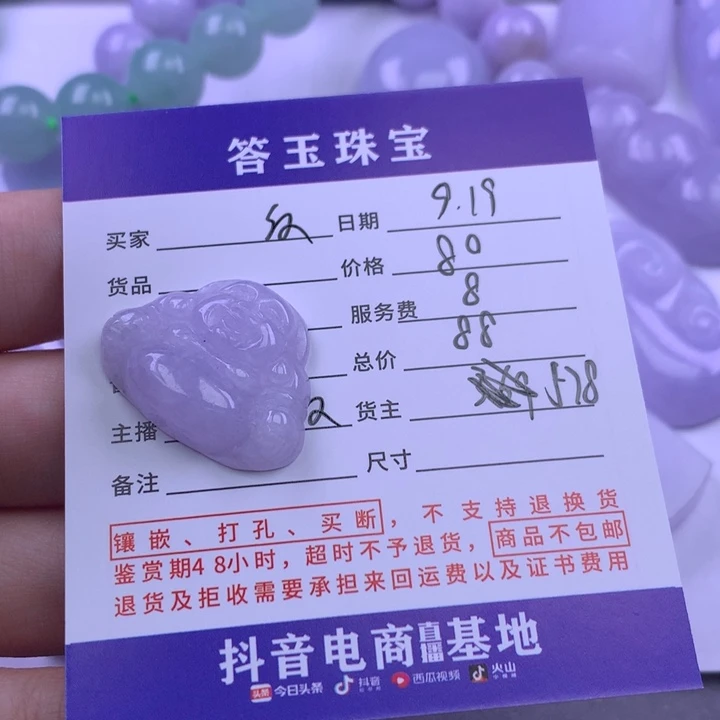 答玉珠宝
买家 日期 9.19
货品 价格 80
服务费 8
总价 88
主播 货主 528
备注 尺寸
镶嵌、打孔、买断，不支持退换货
鉴赏期48小时，超时不予退货，商品不包邮
退货及拒收需要承担来回运费以及证书费用
抖音电商直播基地
头条 今日头条 抖音 西瓜视频 火山